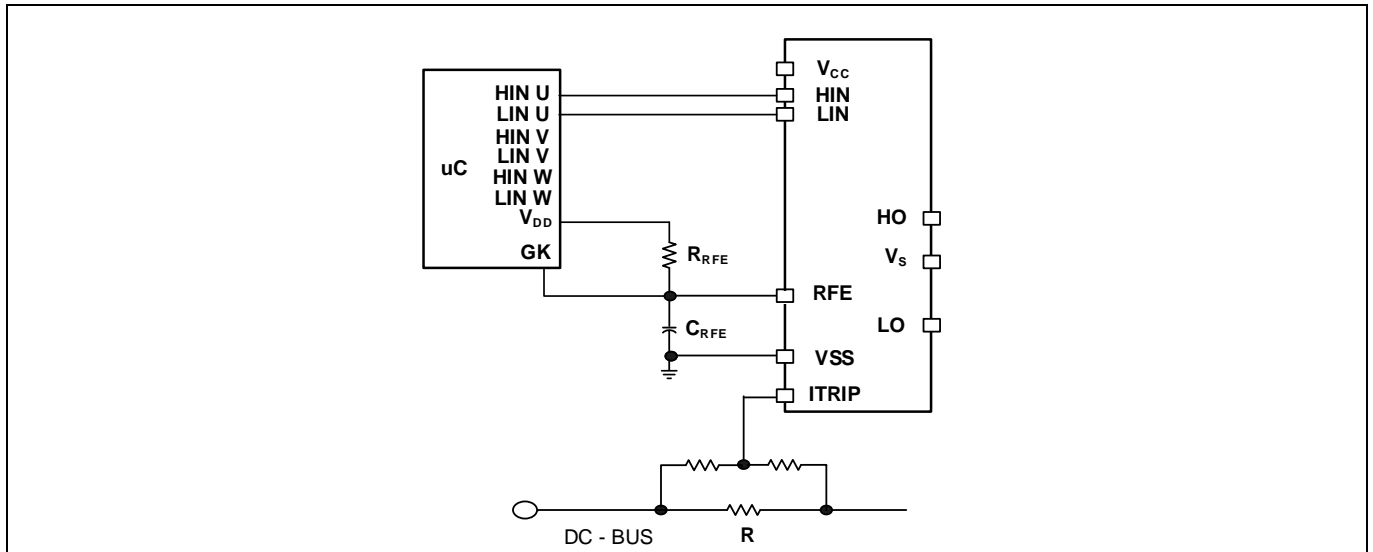 HIN U
LIN U
HIN V
LIN V
HIN W
LIN W
VDD
GK
uC
RRFE
CRFE
VCC
HIN
LIN
HO
VS
RFE
LO
VSS
ITRIP
DC - BUS
R